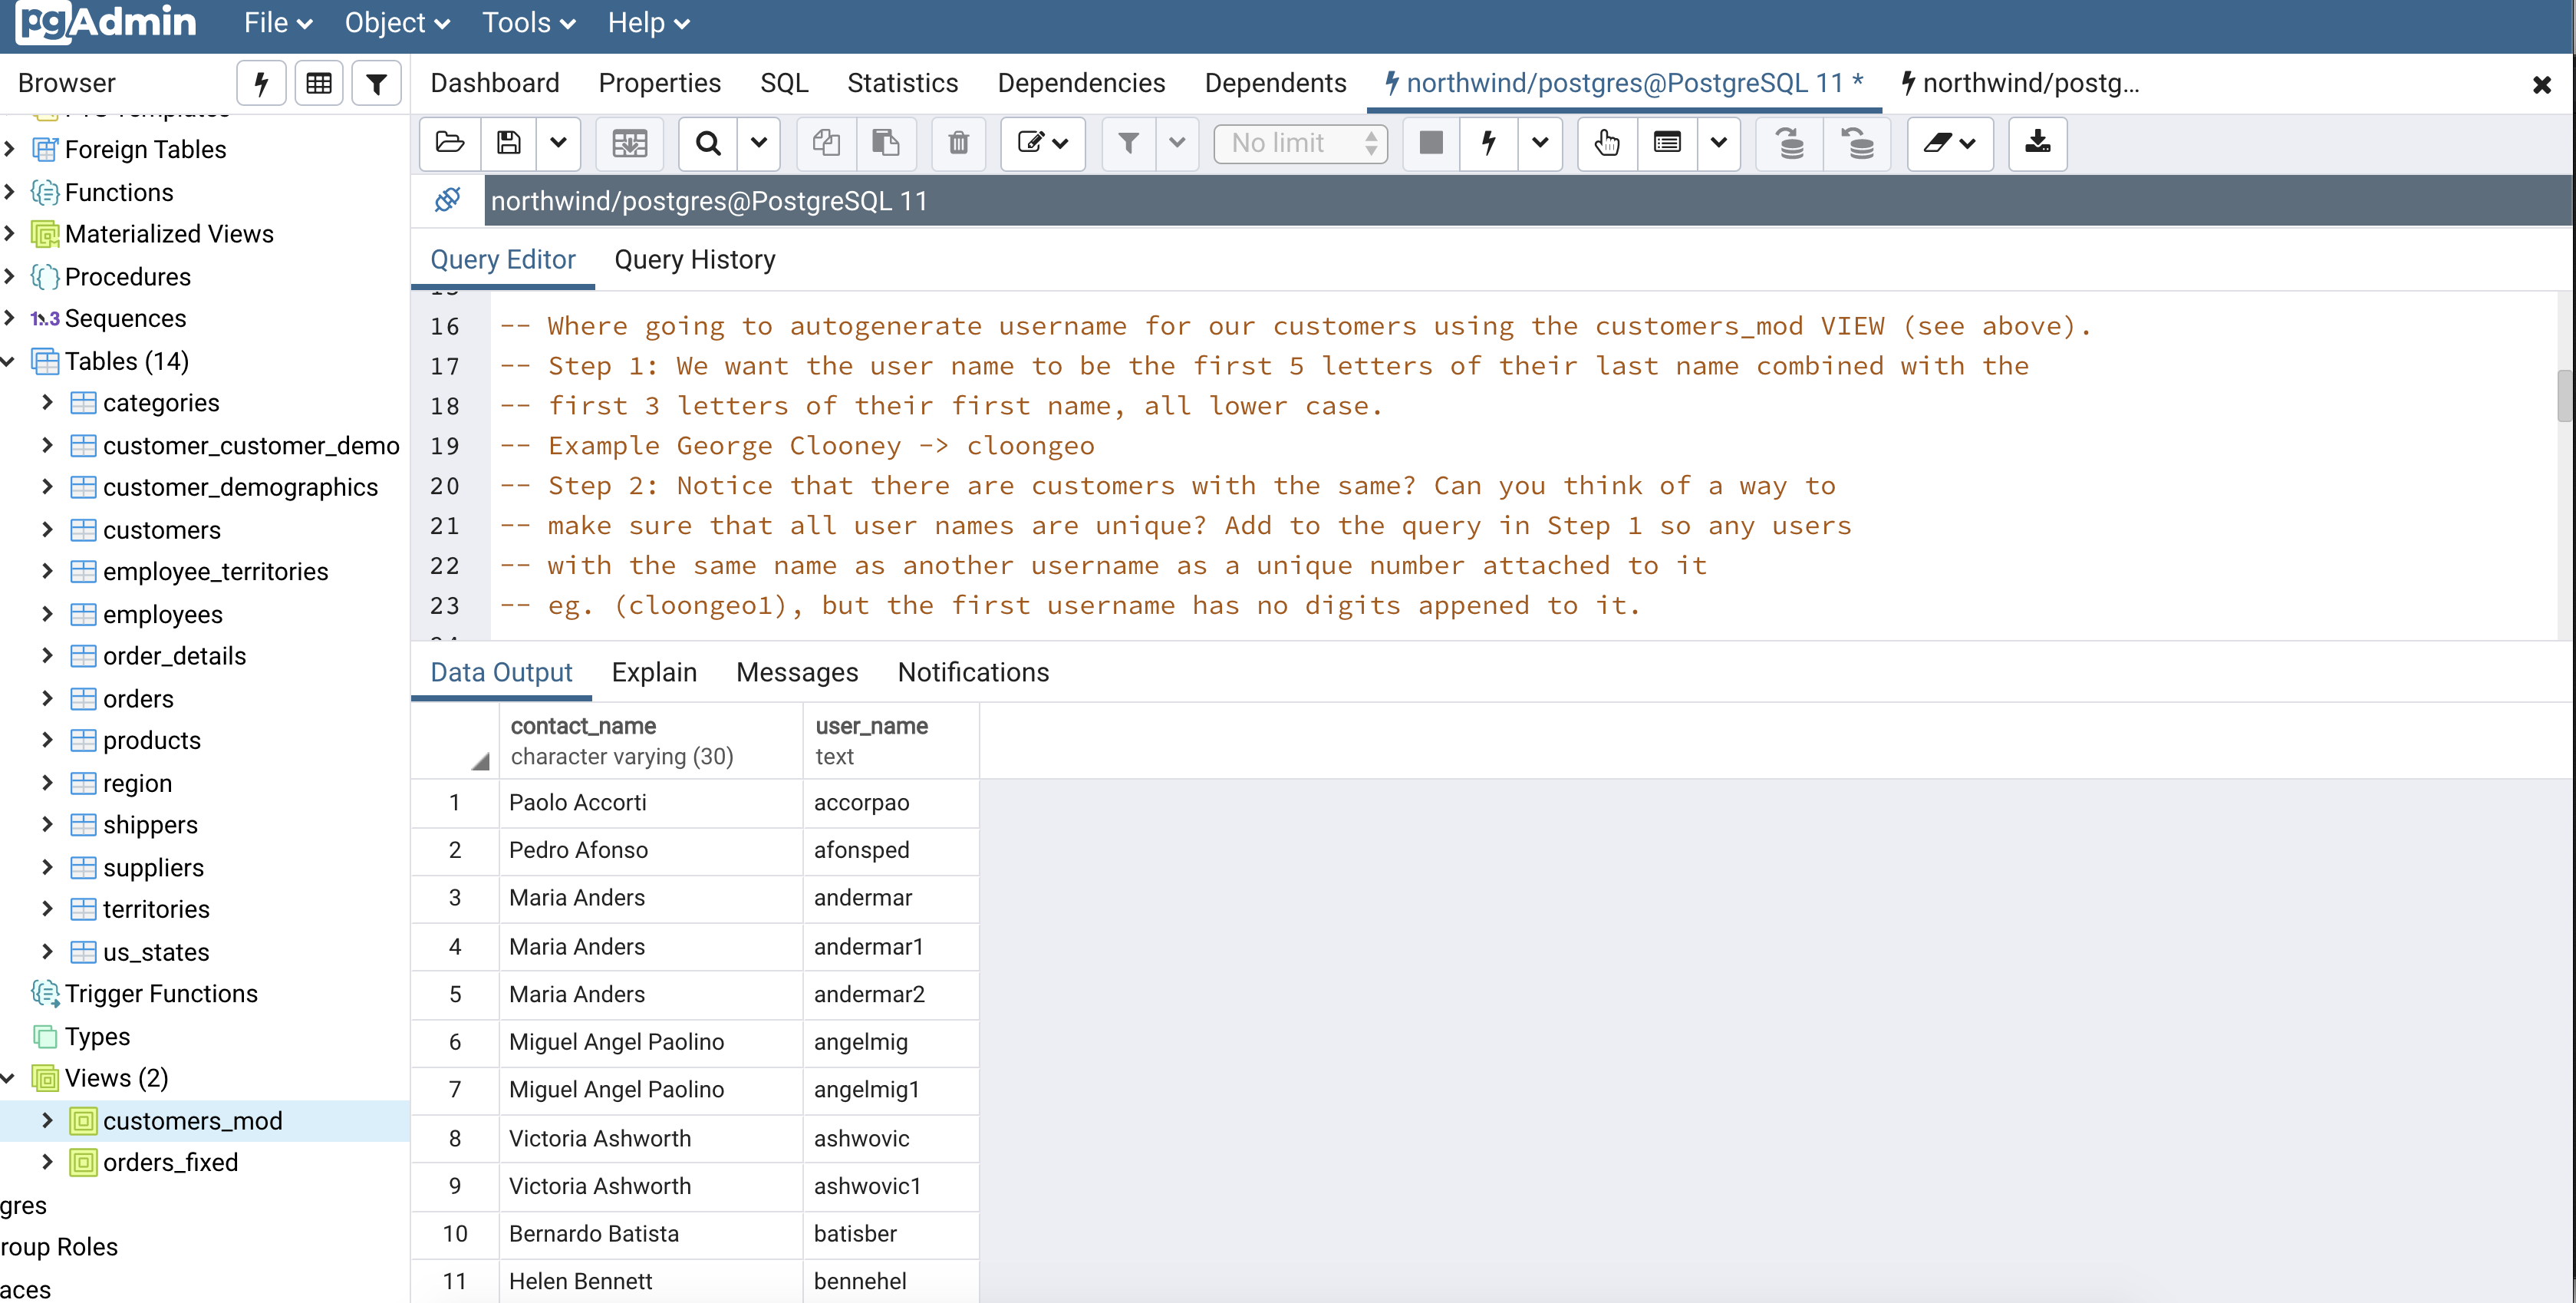 pgAdmin File Object Tools Help
Browser
Dashboard Properties SQL Statistics Dependencies Dependents northwind/postgres@PostgreSQL 11 * northwind/postg...
No limit
northwind/postgres@PostgreSQL 11
Query Editor Query History
16 -- Where going to autogenerate username for our customers using the customers_mod VIEW (see above).
17 -- Step 1: We want the user name to be the first 5 letters of their last name combined with the
18 -- first 3 letters of their first name, all lower case.
19 -- Example George Clooney -> cloongeo
20 -- Step 2: Notice that there are customers with the same? Can you think of a way to
21 -- make sure that all user names are unique? Add to the query in Step 1 so any users
22 -- with the same name as another username as a unique number attached to it
23 -- eg. (cloongeo1), but the first username has no digits appened to it.
Foreign Tables
Functions
Materialized Views
Procedures
1..3 Sequences
Tables (14)
categories
customer_customer_demo
customer_demographics
customers
employee_territories
employees
order_details
orders
products
region
shippers
suppliers
territories
us_states
Trigger Functions
Types
Views (2)
customers_mod
orders_fixed
gres
roup Roles
aces
Data Output Explain Messages Notifications
contact_name user_name
character varying (30) text
1 Paolo Accorti accorpao
2 Pedro Afonso afonsped
3 Maria Anders andermar
4 Maria Anders andermar1
5 Maria Anders andermar2
6 Miguel Angel Paolino angelmig
7 Miguel Angel Paolino angelmig1
8 Victoria Ashworth ashwovic
9 Victoria Ashworth ashwovic1
10 Bernardo Batista batisber
11 Helen Bennett bennehel